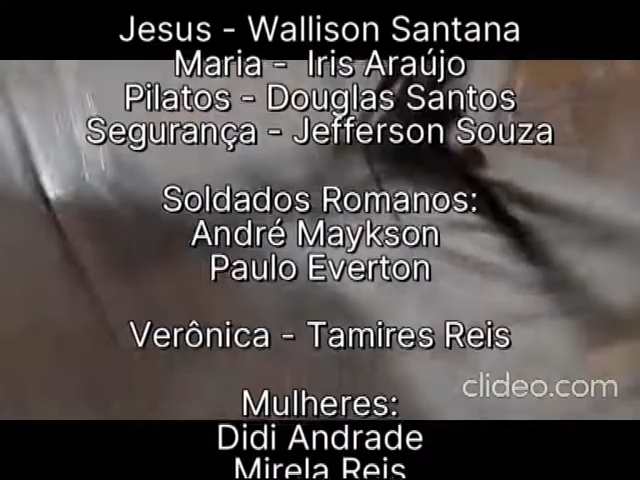 Jesus - Wallison Santana
Maria - Iris Araújo
Pilatos - Douglas Santos
Segurança - Jefferson Souza
Soldados Romanos:
André Maykson
Paulo Everton
Verônica - Tamires Reis
clideo.com
Mulheres:
Didi Andrade
Mirela Reis